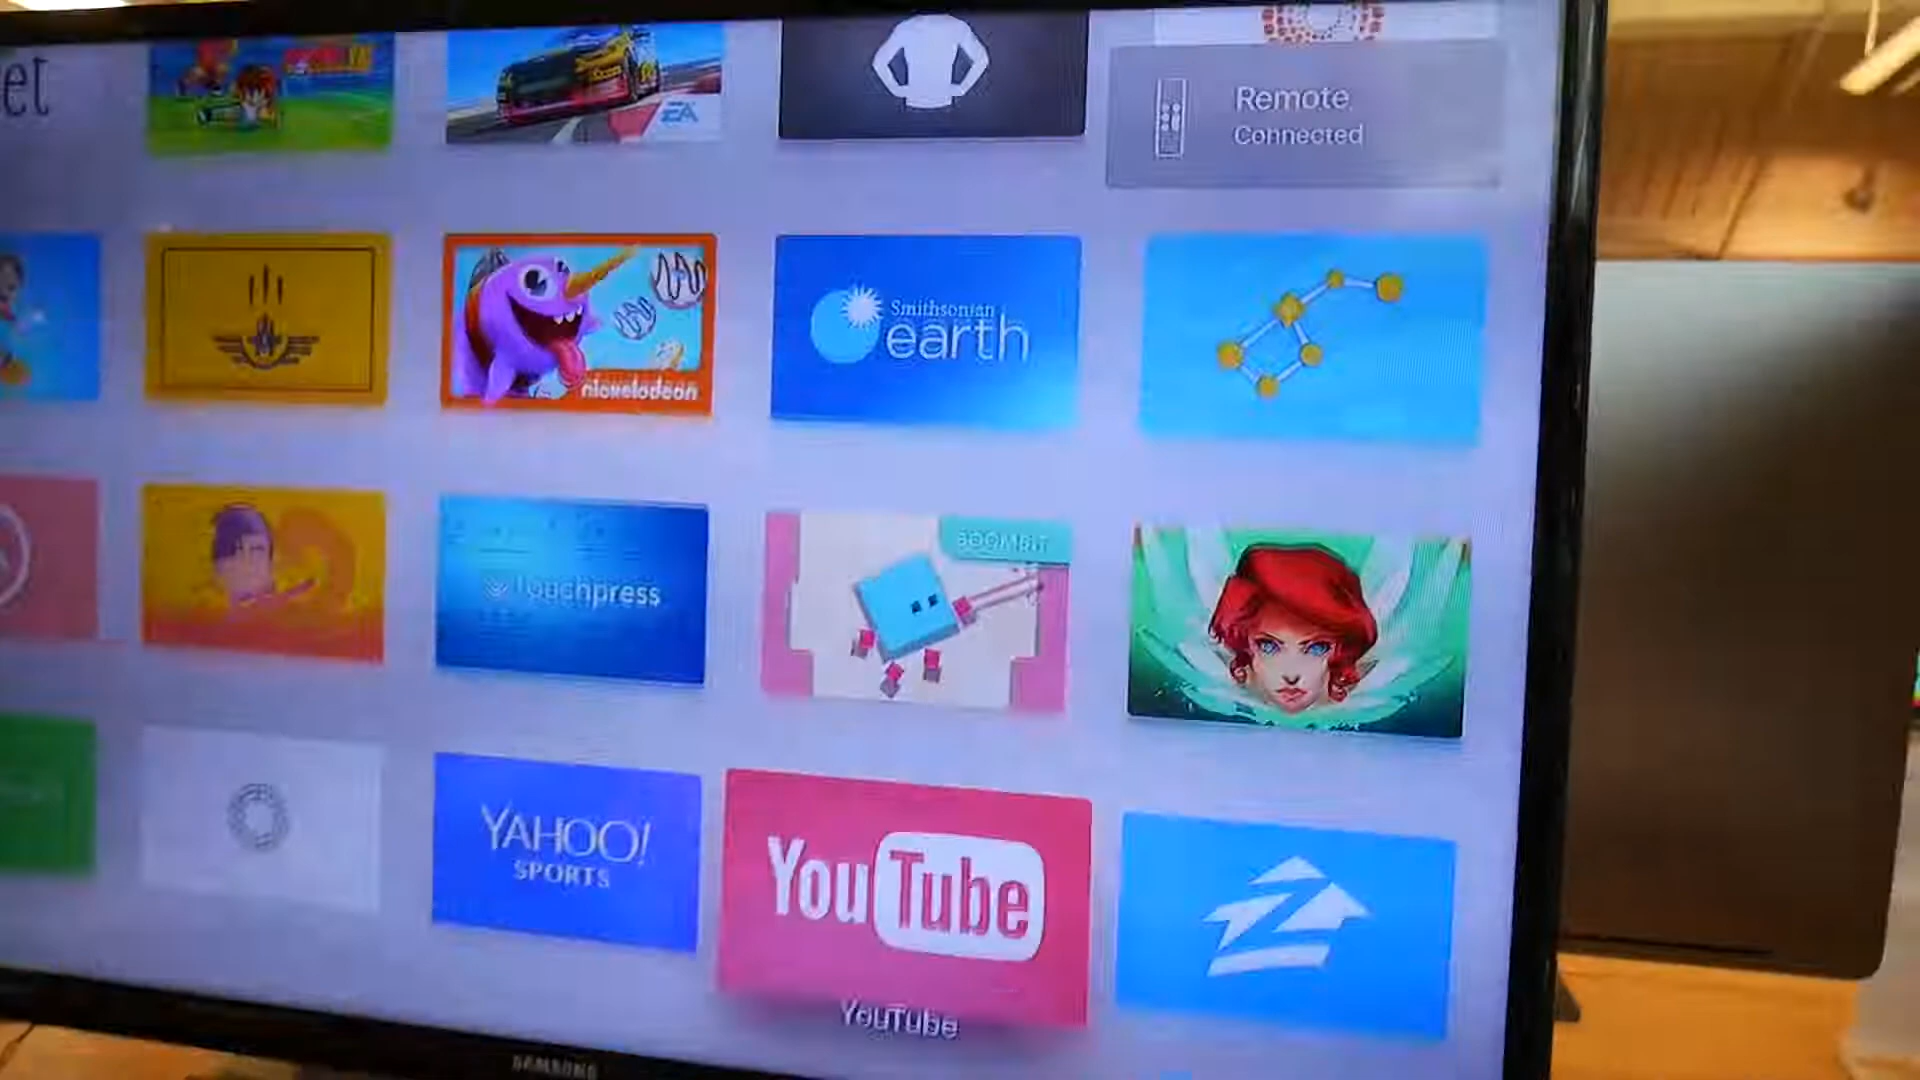 et
EA
Remote
Connected
nickelodeon
Smithsonian
earth
Touchpress
BOOMBIT
YAHOO!
SPORTS
YouTube
Z
YouTube
SAMSUNG